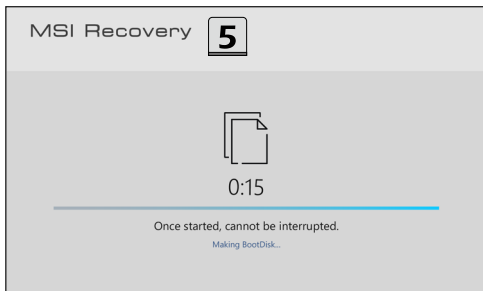 MSI Recovery 5
0:15
Once started, cannot be interrupted.
Making BootDisk...